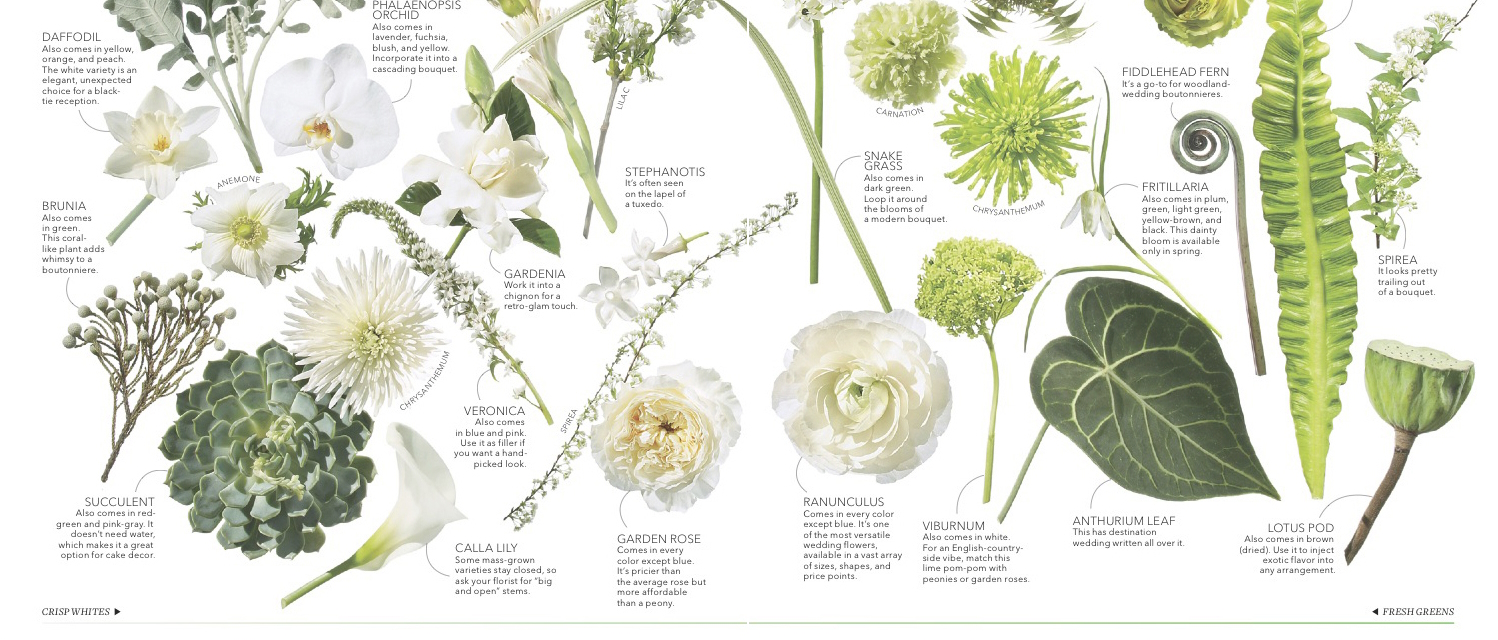 PHALAENOPSIS
ORCHID
Also comes in
lavender, fuchsia,
blush, and yellow.
Incorporate it into a
cascading bouquet.
DAFFODIL
Also comes in yellow,
orange, and peach.
The white variety is an
elegant, unexpected
choice for a black-
tie reception.
LILAC
ANEMONE
BRUNIA
Also comes
in green.
This coral-
like plant adds
whimsy to a
boutonniere.
STEPHANOTIS
It's often seen
on the lapel of
a tuxedo.
GARDENIA
Work it into a
chignon for a
retro-glam touch.
CHRYSANTHEMUM
VERONICA
Also comes
in blue and pink.
Use it as filler if
you want a hand-
picked look.
SPIREA
SUCCULENT
Also comes in red-
green and pink-gray. It
doesn't need water,
which makes it a great
option for cake decor.
CALLA LILY
Some mass-grown
varieties stay closed, so
ask your florist for "big
and open" stems.
GARDEN ROSE
Comes in every
color except blue.
It's pricier than
the average rose but
more affordable
than a peony.
CRISP WHITES ▶
CARNATION
FIDDLEHEAD FERN
It's a go-to for woodland-
wedding boutonnieres.
SNAKE
GRASS
Also comes in
dark green.
Loop it around
the blooms of
a modern bouquet.
CHRYSANTHEMUM
FRITILLARIA
Also comes in plum,
green, light green,
yellow-brown, and
black. This dainty
bloom is available
only in spring.
SPIREA
It looks pretty
trailing out
of a bouquet.
RANUNCULUS
Comes in every color
except blue. It's one
of the most versatile
wedding flowers,
available in a vast array
of sizes, shapes, and
price points.
VIBURNUM
Also comes in white.
For an English-country-
side vibe, match this
lime pom-pom with
peonies or garden roses.
ANTHURIUM LEAF
This has destination
wedding written all over it.
LOTUS POD
Also comes in brown
(dried). Use it to inject
exotic flavor into
any arrangement.
◀ FRESH GREENS